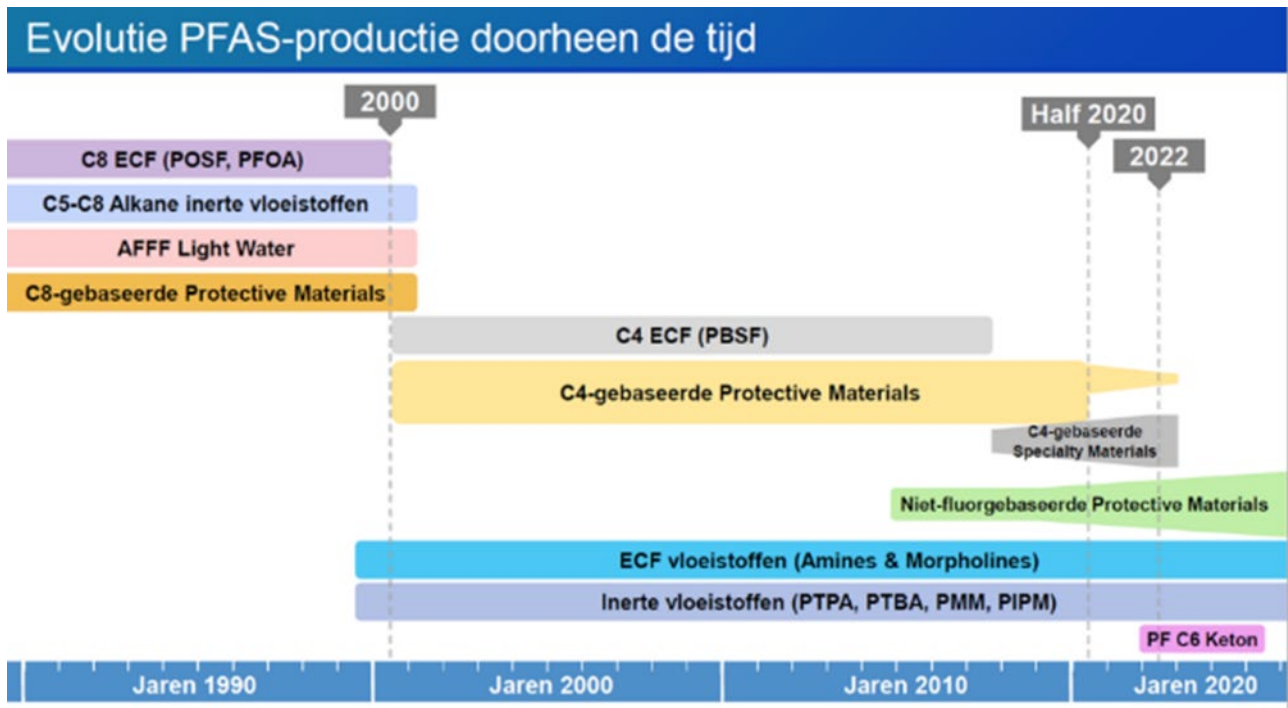 Evolutie PFAS-productie doorheen de tijd
2000
Half 2020
2022
C8 ECF (POSF, PFOA)
C5-C8 Alkane inerte vloeistoffen
AFFF Light Water
C8-gebaseerde Protective Materials
C4 ECF (PBSF)
C4-gebaseerde Protective Materials
C4-gebaseerde
Specialty Materials
Niet-fluorgebaseerde Protective Materials
ECF vloeistoffen (Amines & Morpholines)
Inerte vloeistoffen (PTPA, PTBA, PMM, PIPM)
PF C6 Keton
Jaren 1990
Jaren 2000
Jaren 2010
Jaren 2020